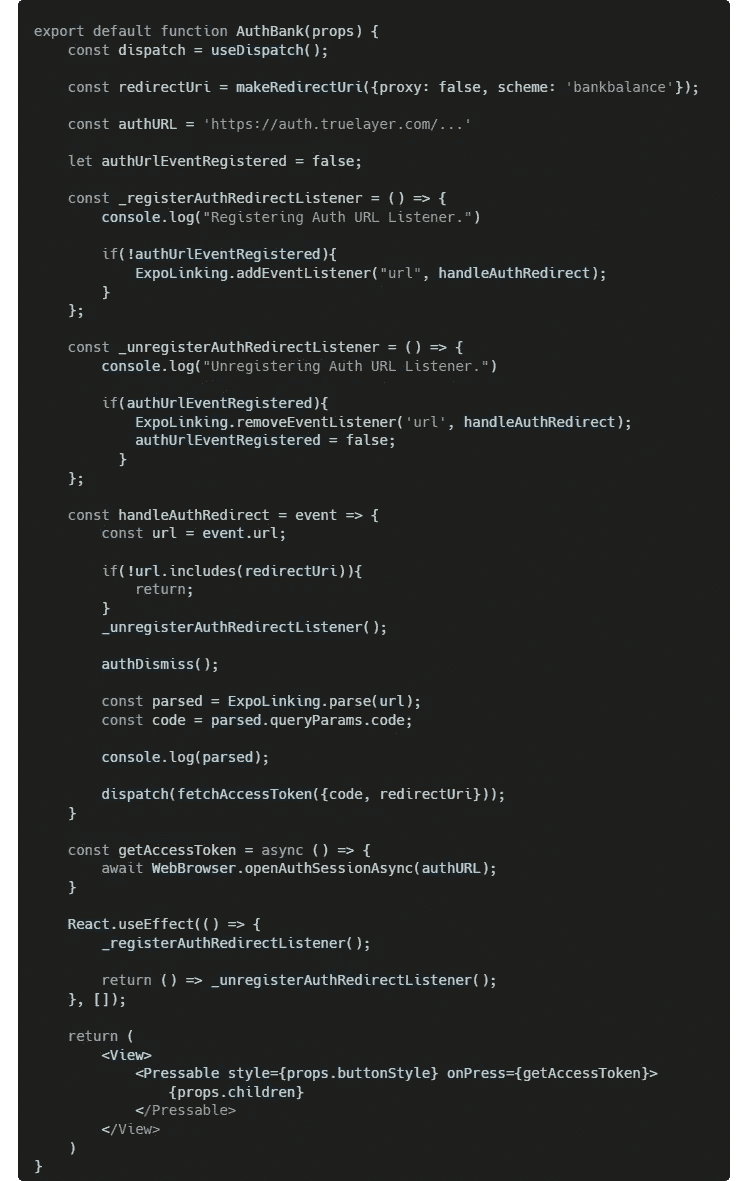 export default function AuthBank(props) {
    const dispatch = useDispatch();

    const redirectUri = makeRedirectUri({proxy: false, scheme: 'bankbalance'});

    const authURL = 'https://auth.truelayer.com/...'

    let authUrlEventRegistered = false;

    const _registerAuthRedirectListener = () => {
        console.log("Registering Auth URL Listener.")

        if(!authUrlEventRegistered){
            ExpoLinking.addEventListener("url", handleAuthRedirect);
        }
    };

    const _unregisterAuthRedirectListener = () => {
        console.log("Unregistering Auth URL Listener.")

        if(authUrlEventRegistered){
            ExpoLinking.removeEventListener('url', handleAuthRedirect);
            authUrlEventRegistered = false;
          }
    };

    const handleAuthRedirect = event => {
        const url = event.url;

        if(!url.includes(redirectUri)){
            return;
        }
        _unregisterAuthRedirectListener();

        authDismiss();

        const parsed = ExpoLinking.parse(url);
        const code = parsed.queryParams.code;

        console.log(parsed);

        dispatch(fetchAccessToken({code, redirectUri}));
    }

    const getAccessToken = async () => {
        await WebBrowser.openAuthSessionAsync(authURL);
    }

    React.useEffect(() => {
        _registerAuthRedirectListener();

        return () => _unregisterAuthRedirectListener();
    }, []);

    return (
        <View>
            <Pressable style={props.buttonStyle} onPress={getAccessToken}>
                {props.children}
            </Pressable>
        </View>
    )
}